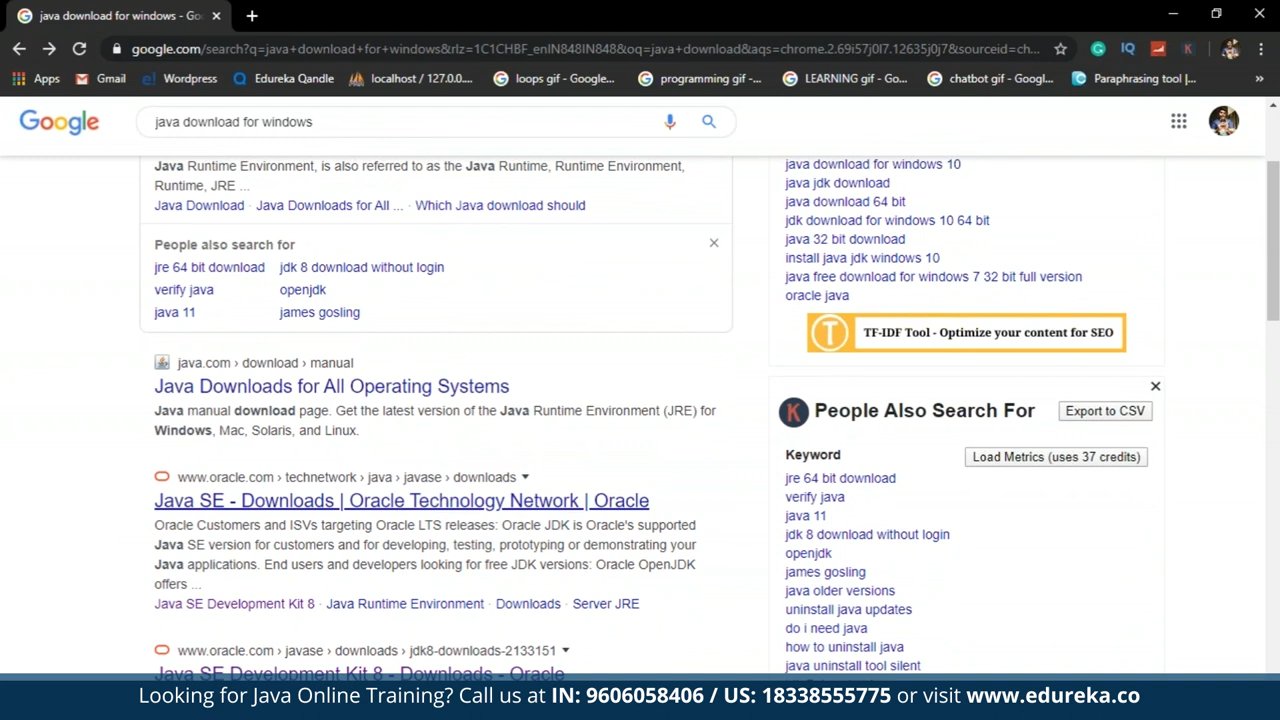 java download for windows - Go
google.com/search?q=java+download+for+windows&rlz=1C1CHBF_enIN848IN848&oq=java+download&aqs=chrome.2.69i57j0l7.12635j0j7&sourceid=ch...
Apps Gmail Wordpress Edureka Qandle localhost / 127.0.0.... loops gif - Google... programming gif -... LEARNING gif - Go... chatbot gif - Googl... Paraphrasing tool |... »
Google java download for windows
Java Runtime Environment, is also referred to as the Java Runtime, Runtime Environment,
Runtime, JRE ...
Java Download · Java Downloads for All ... · Which Java download should
People also search for
jre 64 bit download jdk 8 download without login
verify java openjdk
java 11 james gosling
java.com › download › manual
Java Downloads for All Operating Systems
Java manual download page. Get the latest version of the Java Runtime Environment (JRE) for
Windows, Mac, Solaris, and Linux.
www.oracle.com › technetwork › java › javase › downloads
Java SE - Downloads | Oracle Technology Network | Oracle
Oracle Customers and ISVs targeting Oracle LTS releases: Oracle JDK is Oracle's supported
Java SE version for customers and for developing, testing, prototyping or demonstrating your
Java applications. End users and developers looking for free JDK versions: Oracle OpenJDK
offers ...
Java SE Development Kit 8 · Java Runtime Environment · Downloads · Server JRE
www.oracle.com › javase › downloads › jdk8-downloads-2133151
Java SE Development Kit 8 - Downloads - Oracle
java download for windows 10
java jdk download
java download 64 bit
jdk download for windows 10 64 bit
java 32 bit download
install java jdk windows 10
java free download for windows 7 32 bit full version
oracle java
T TF-IDF Tool - Optimize your content for SEO
K People Also Search For Export to CSV
Keyword Load Metrics (uses 37 credits)
jre 64 bit download
verify java
java 11
jdk 8 download without login
openjdk
james gosling
java older versions
uninstall java updates
do i need java
how to uninstall java
java uninstall tool silent
Looking for Java Online Training? Call us at IN: 9606058406 / US: 18338555775 or visit www.edureka.co